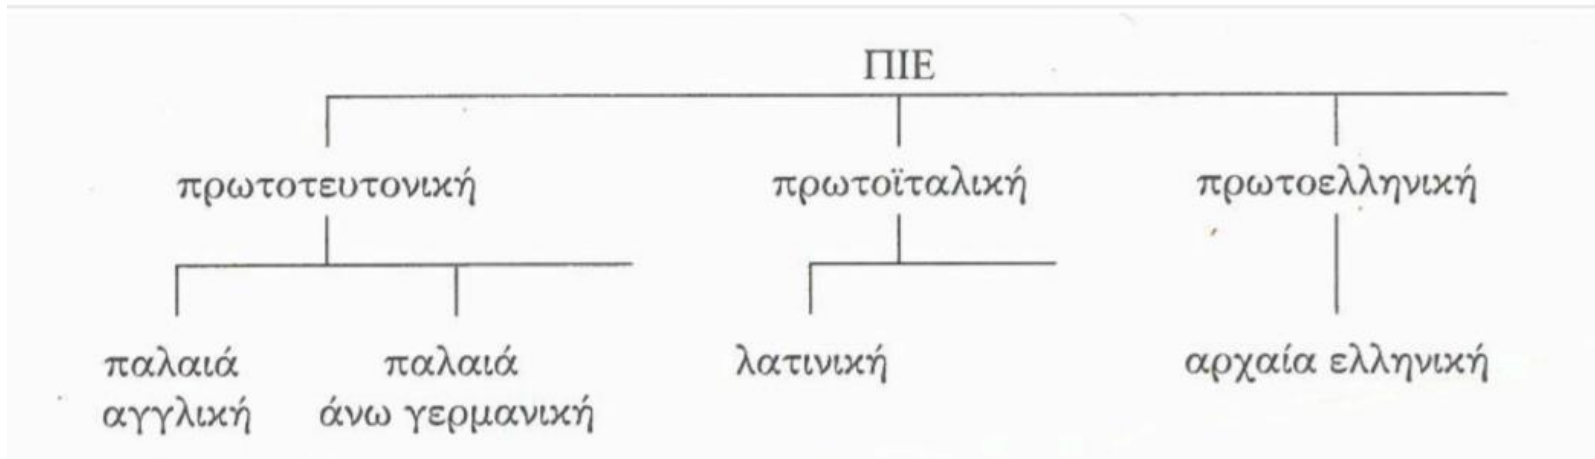 ΠΙΕ
πρωτοτευτονική πρωτοϊταλική πρωτοελληνική
παλαιά αγγλική
παλαιά άνω γερμανική
λατινική
αρχαία ελληνική